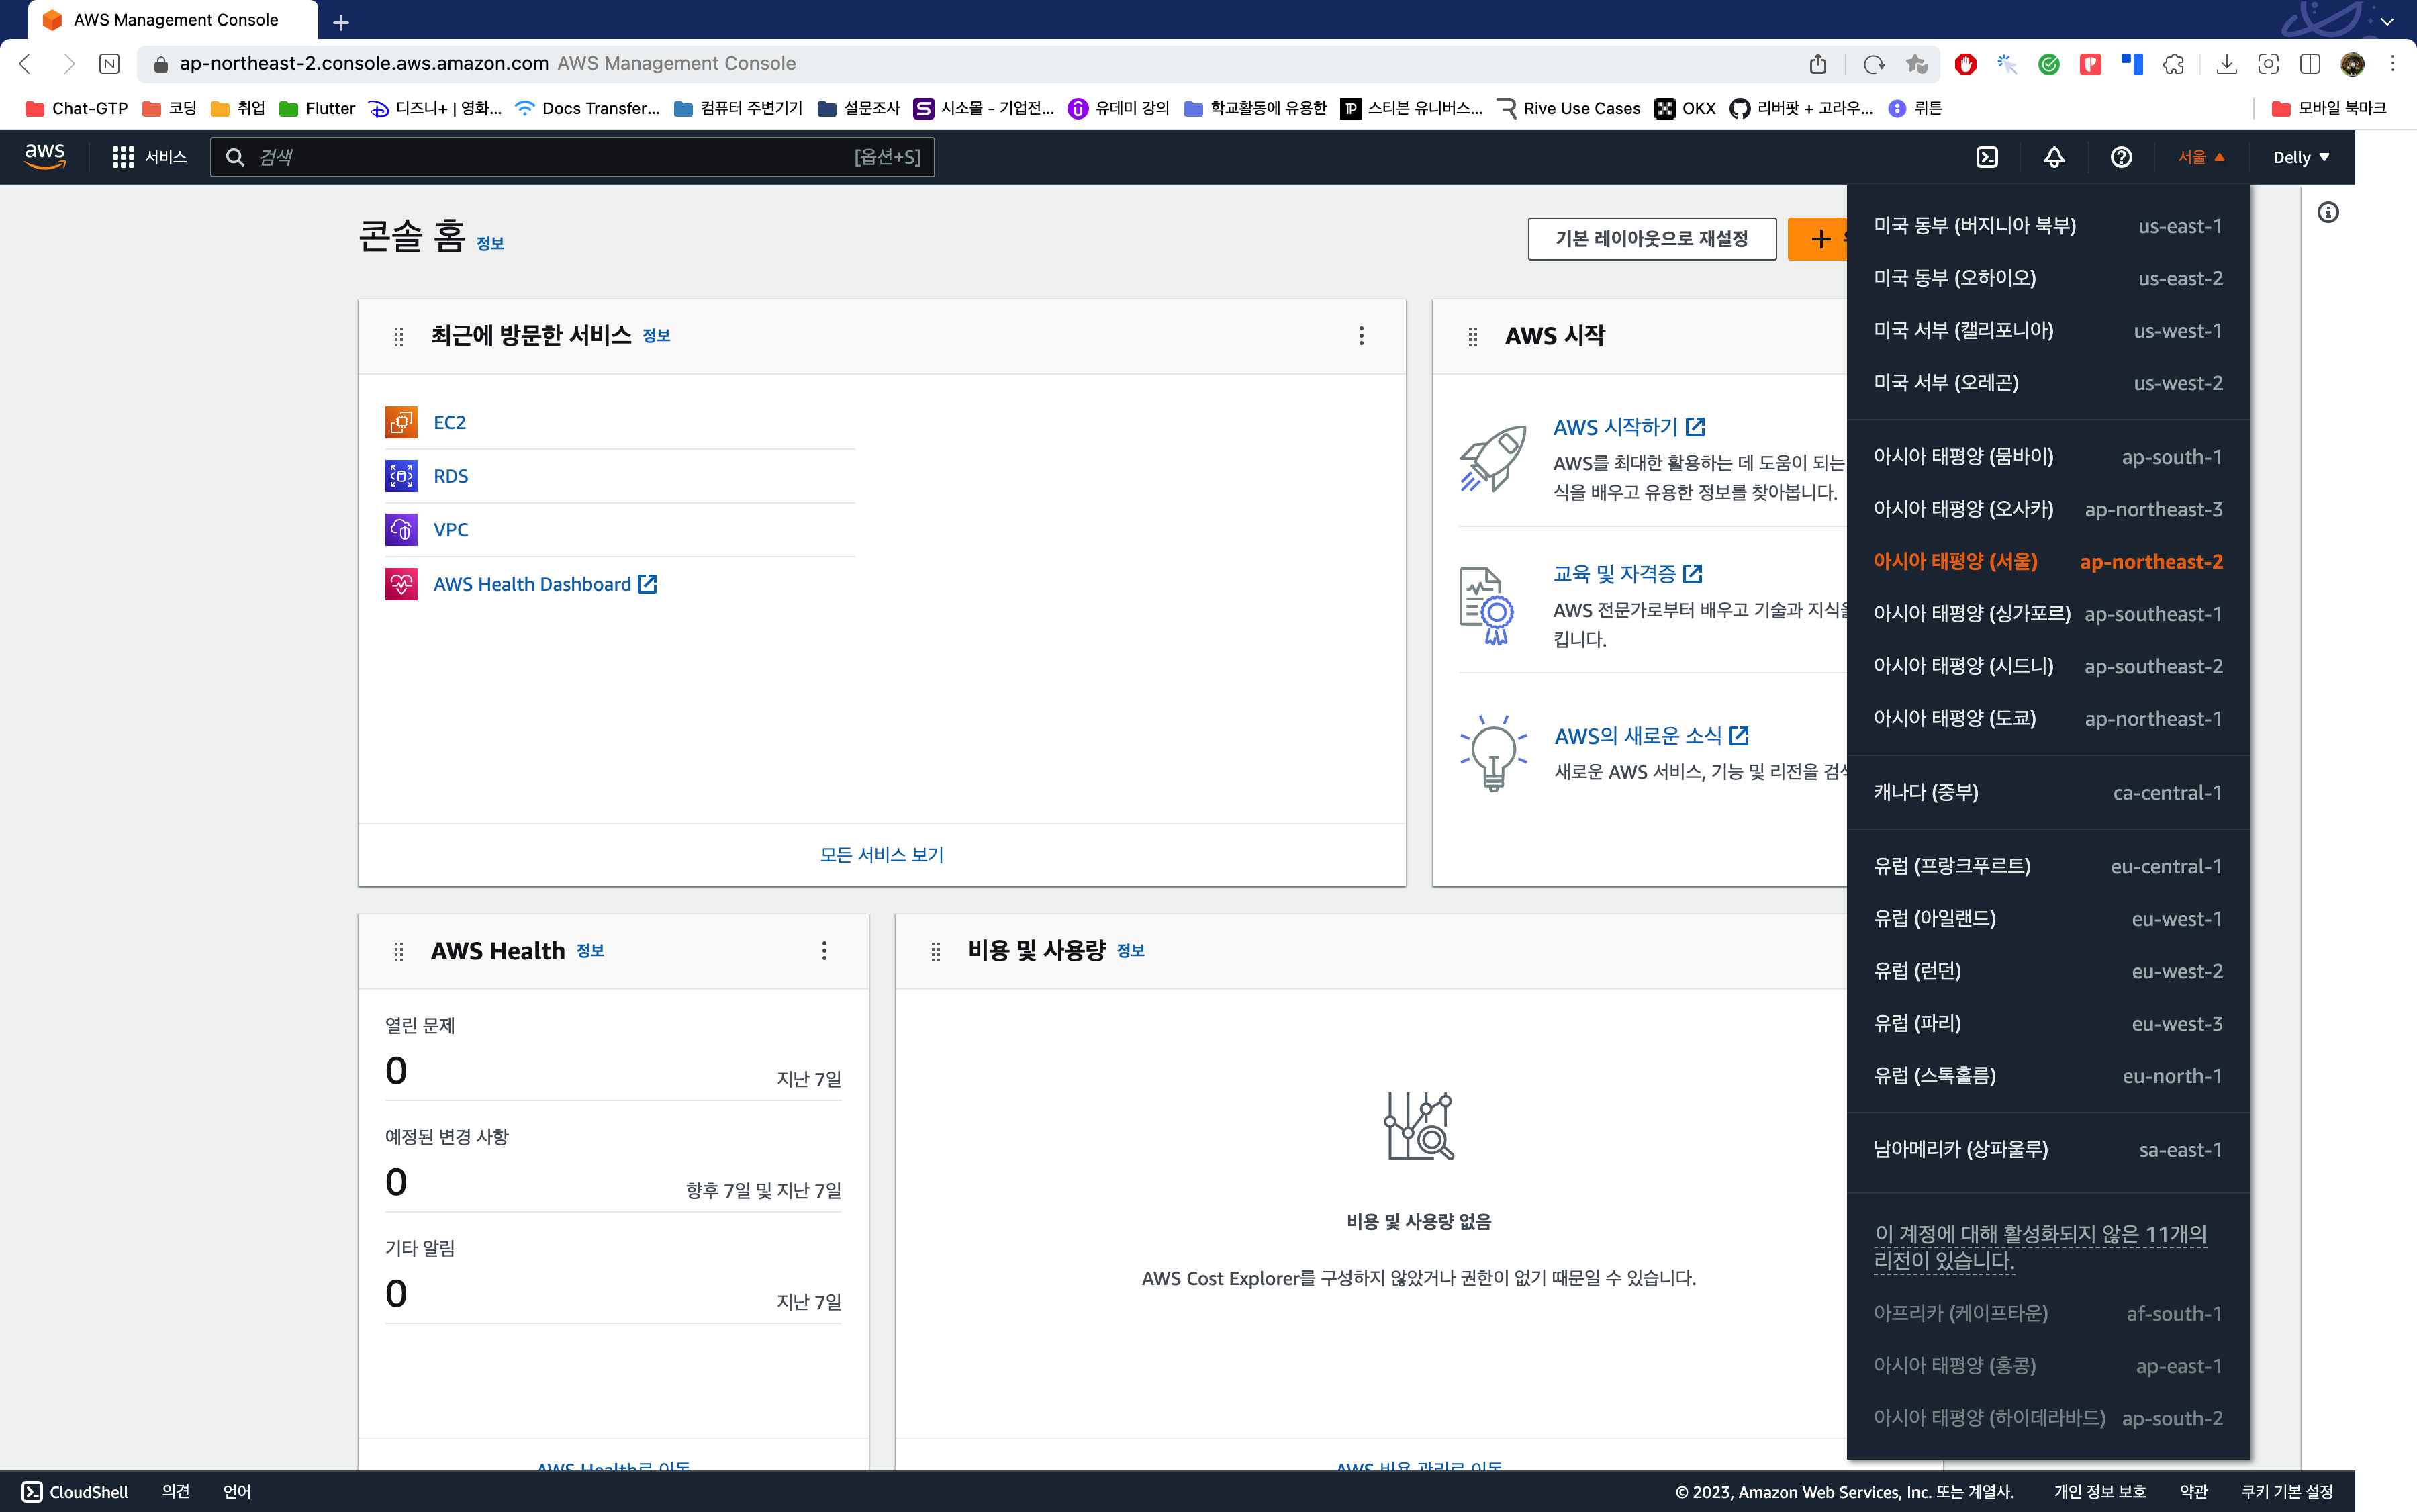 AWS Management Console
ap-northeast-2.console.aws.amazon.com AWS Management Console
Chat-GTP 코딩 취업 Flutter 디즈니+ | 영화... Docs Transfer... 컴퓨터 주변기기 설문조사 시소몰 - 기업전... 유데미 강의 학교활동에 유용한 스티븐 유니버스... Rive Use Cases OKX 리버팟 + 고라우... 뤼튼 모바일 북마크
aws 서비스 검색 [옵션+S] 서울 Delly
콘솔 홈 정보
기본 레이아웃으로 재설정
최근에 방문한 서비스 정보
EC2
RDS
VPC
AWS Health Dashboard
모든 서비스 보기
AWS 시작
AWS 시작하기
AWS를 최대한 활용하는 데 도움이 되는
식을 배우고 유용한 정보를 찾아봅니다.
교육 및 자격증
AWS 전문가로부터 배우고 기술과 지식을
킵니다.
AWS의 새로운 소식
새로운 AWS 서비스, 기능 및 리전을 검색
AWS Health 정보
열린 문제
0 지난 7일
예정된 변경 사항
0 향후 7일 및 지난 7일
기타 알림
0 지난 7일
AWS Health로 이동
비용 및 사용량 정보
비용 및 사용량 없음
AWS Cost Explorer를 구성하지 않았거나 권한이 없기 때문일 수 있습니다.
AWS 비용 관리로 이동
미국 동부 (버지니아 북부) us-east-1
미국 동부 (오하이오) us-east-2
미국 서부 (캘리포니아) us-west-1
미국 서부 (오레곤) us-west-2
아시아 태평양 (뭄바이) ap-south-1
아시아 태평양 (오사카) ap-northeast-3
아시아 태평양 (서울) ap-northeast-2
아시아 태평양 (싱가포르) ap-southeast-1
아시아 태평양 (시드니) ap-southeast-2
아시아 태평양 (도쿄) ap-northeast-1
캐나다 (중부) ca-central-1
유럽 (프랑크푸르트) eu-central-1
유럽 (아일랜드) eu-west-1
유럽 (런던) eu-west-2
유럽 (파리) eu-west-3
유럽 (스톡홀름) eu-north-1
남아메리카 (상파울루) sa-east-1
이 계정에 대해 활성화되지 않은 11개의
리전이 있습니다.
아프리카 (케이프타운) af-south-1
아시아 태평양 (홍콩) ap-east-1
아시아 태평양 (하이데라바드) ap-south-2
CloudShell 의견 언어 © 2023, Amazon Web Services, Inc. 또는 계열사. 개인 정보 보호 약관 쿠키 기본 설정